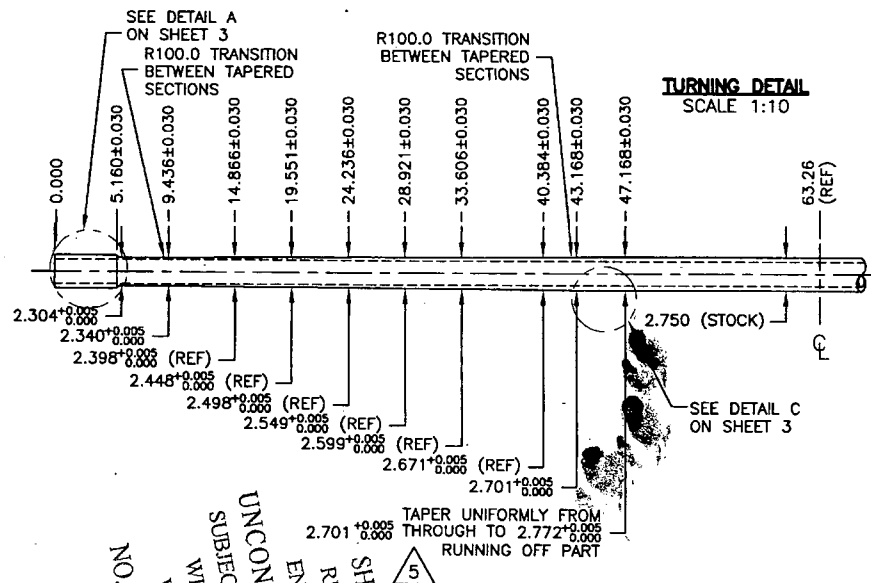 SEE DETAIL A
ON SHEET 3
R100.0 TRANSITION
BETWEEN TAPERED
SECTIONS
R100.0 TRANSITION
BETWEEN TAPERED
SECTIONS
TURNING DETAIL
SCALE 1:10
0.000
5.160±0.030
9.436±0.030
14.866±0.030
19.551±0.030
24.236±0.030
28.921±0.030
33.606±0.030
40.384±0.030
43.168±0.030
47.168±0.030
63.26
(REF)
2.304+0.005 0.000
2.340+0.005 0.000
2.398+0.005 0.000 (REF)
2.448+0.005 0.000 (REF)
2.498+0.005 0.000 (REF)
2.549+0.005 0.000 (REF)
2.599+0.005 0.000 (REF)
2.671+0.005 0.000 (REF)
2.701+0.005 0.000
2.750 (STOCK)
CL
SEE DETAIL C
ON SHEET 3
TAPER UNIFORMLY FROM
2.701 +0.005 0.000 THROUGH TO 2.772+0.005 0.000
RUNNING OFF PART
5
SH
EN
UNCON
SUBJEC
NO.